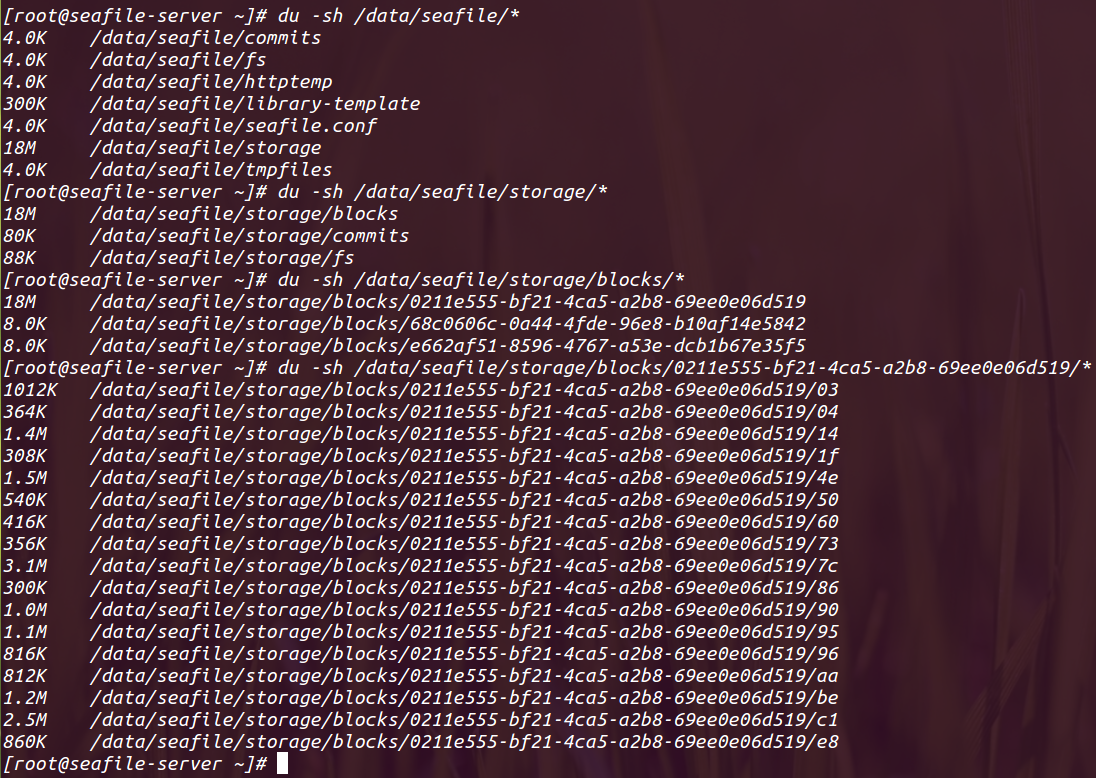 [root@seafile-server ~]# du -sh /data/seafile/*
4.0K    /data/seafile/commits
4.0K    /data/seafile/fs
4.0K    /data/seafile/httptemp
300K    /data/seafile/library-template
4.0K    /data/seafile/seafile.conf
18M     /data/seafile/storage
4.0K    /data/seafile/tmpfiles
[root@seafile-server ~]# du -sh /data/seafile/storage/*
18M     /data/seafile/storage/blocks
80K     /data/seafile/storage/commits
88K     /data/seafile/storage/fs
[root@seafile-server ~]# du -sh /data/seafile/storage/blocks/*
18M     /data/seafile/storage/blocks/0211e555-bf21-4ca5-a2b8-69ee0e06d519
8.0K    /data/seafile/storage/blocks/68c0606c-0a44-4fde-96e8-b10af14e5842
8.0K    /data/seafile/storage/blocks/e662af51-8596-4767-a53e-dcb1b67e35f5
[root@seafile-server ~]# du -sh /data/seafile/storage/blocks/0211e555-bf21-4ca5-a2b8-69ee0e06d519/*
1012K   /data/seafile/storage/blocks/0211e555-bf21-4ca5-a2b8-69ee0e06d519/03
364K    /data/seafile/storage/blocks/0211e555-bf21-4ca5-a2b8-69ee0e06d519/04
1.4M    /data/seafile/storage/blocks/0211e555-bf21-4ca5-a2b8-69ee0e06d519/14
308K    /data/seafile/storage/blocks/0211e555-bf21-4ca5-a2b8-69ee0e06d519/1f
1.5M    /data/seafile/storage/blocks/0211e555-bf21-4ca5-a2b8-69ee0e06d519/4e
540K    /data/seafile/storage/blocks/0211e555-bf21-4ca5-a2b8-69ee0e06d519/50
416K    /data/seafile/storage/blocks/0211e555-bf21-4ca5-a2b8-69ee0e06d519/60
356K    /data/seafile/storage/blocks/0211e555-bf21-4ca5-a2b8-69ee0e06d519/73
3.1M    /data/seafile/storage/blocks/0211e555-bf21-4ca5-a2b8-69ee0e06d519/7c
300K    /data/seafile/storage/blocks/0211e555-bf21-4ca5-a2b8-69ee0e06d519/86
1.0M    /data/seafile/storage/blocks/0211e555-bf21-4ca5-a2b8-69ee0e06d519/90
1.1M    /data/seafile/storage/blocks/0211e555-bf21-4ca5-a2b8-69ee0e06d519/95
816K    /data/seafile/storage/blocks/0211e555-bf21-4ca5-a2b8-69ee0e06d519/96
812K    /data/seafile/storage/blocks/0211e555-bf21-4ca5-a2b8-69ee0e06d519/aa
1.2M    /data/seafile/storage/blocks/0211e555-bf21-4ca5-a2b8-69ee0e06d519/be
2.5M    /data/seafile/storage/blocks/0211e555-bf21-4ca5-a2b8-69ee0e06d519/c1
860K    /data/seafile/storage/blocks/0211e555-bf21-4ca5-a2b8-69ee0e06d519/e8
[root@seafile-server ~]#